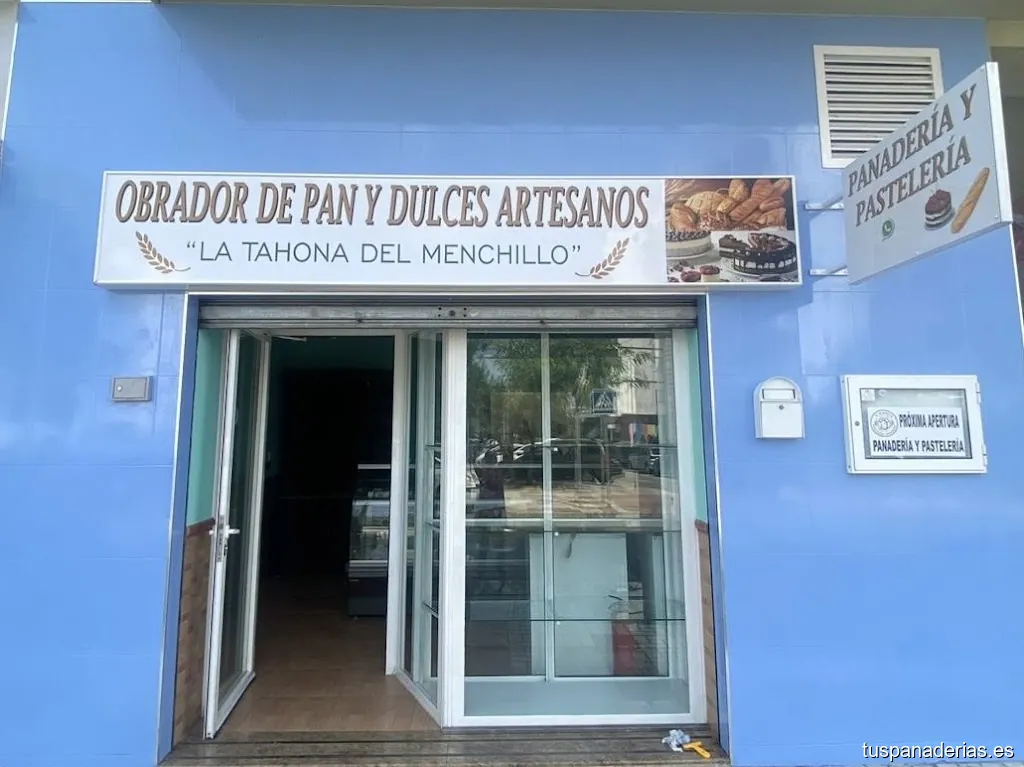 OBRADOR DE PAN Y DULCES ARTESANOS
"LA TAHONA DEL MENCHILLO"
PANADERÍA Y
PASTELERÍA
PRÓXIMA APERTURA
PANADERÍA Y PASTELERÍA
tuspanaderias.es